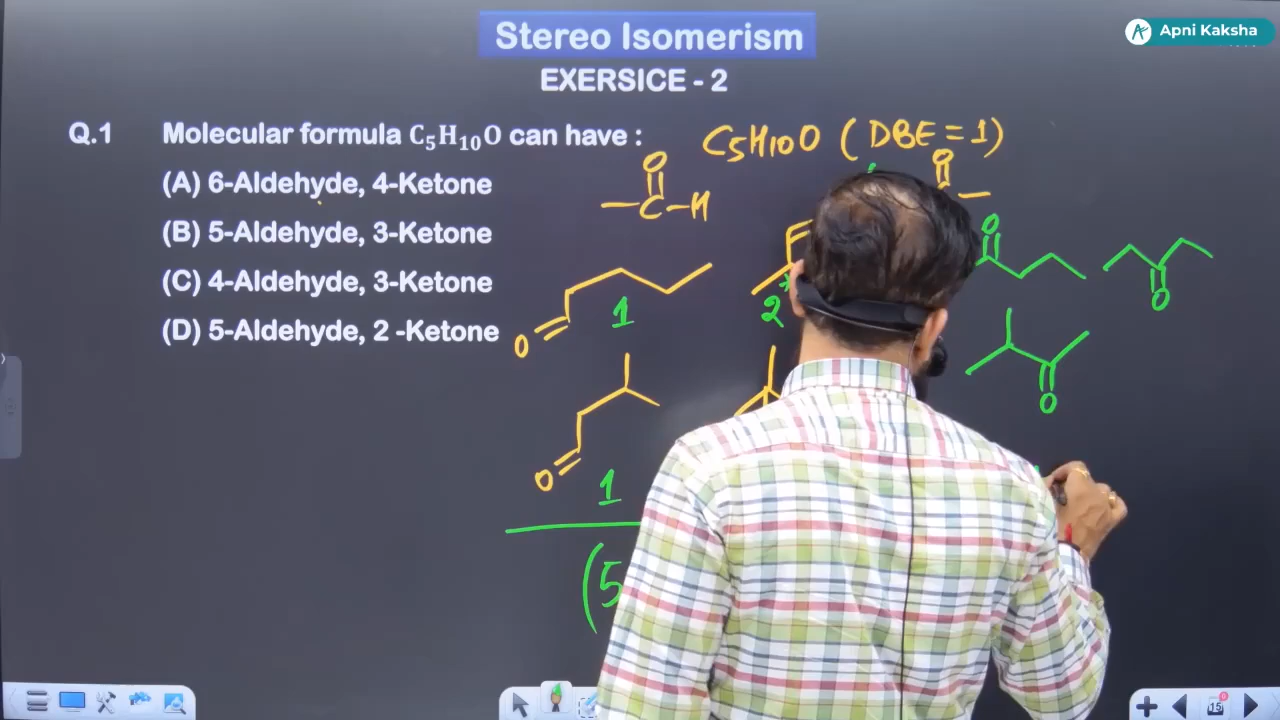 Apni Kaksha
Stereo Isomerism
EXERSICE - 2
Q.1 Molecular formula C₅H₁₀O can have :
(A) 6-Aldehyde, 4-Ketone
(B) 5-Aldehyde, 3-Ketone
(C) 4-Aldehyde, 3-Ketone
(D) 5-Aldehyde, 2 -Ketone
C₅H₁₀O (DBE = 1)
O
O
-C-H
O
1
2
O
O
O
O
1
(5
15